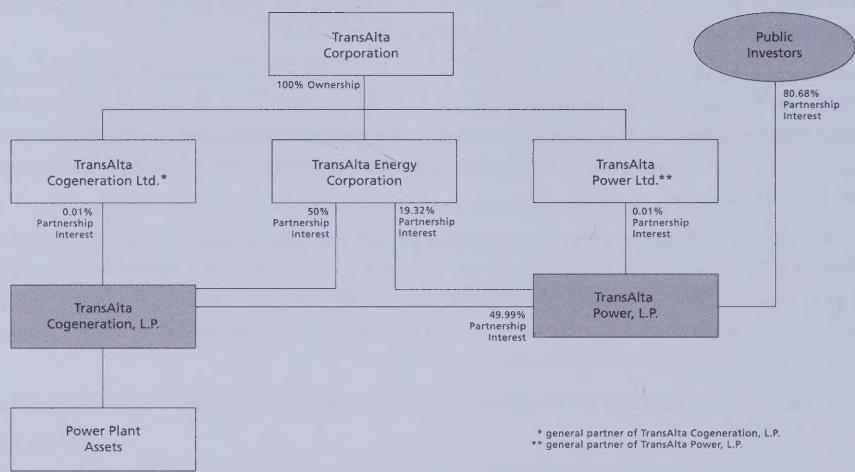 TransAlta
Corporation
Public
Investors
100% Ownership
80.68%
Partnership
Interest
TransAlta
Cogeneration Ltd.*
TransAlta Energy
Corporation
TransAlta
Power Ltd.**
0.01%
Partnership
Interest
50%
Partnership
Interest
19.32%
Partnership
Interest
0.01%
Partnership
Interest
TransAlta
Cogeneration, L.P.
49.99%
Partnership
Interest
TransAlta
Power, L.P.
Power Plant
Assets
* general partner of TransAlta Cogeneration, L.P.
** general partner of TransAlta Power, L.P.